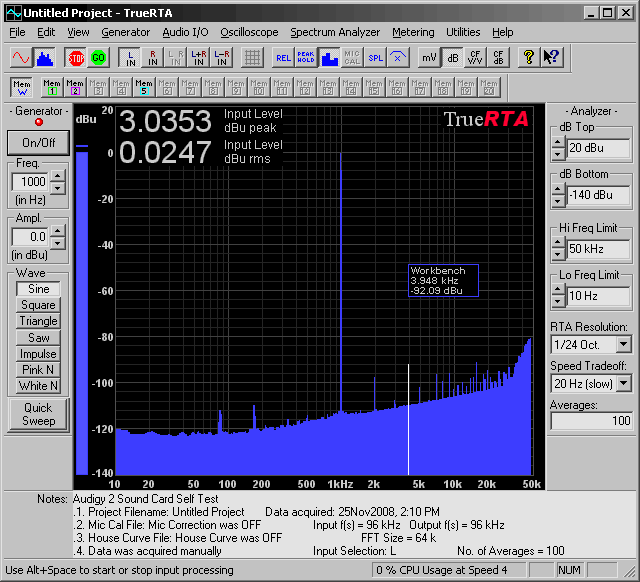 Untitled Project - TrueRTA
File Edit View Generator Audio I/O Oscilloscope Spectrum Analyzer Metering Utilities Help
STOP GO L IN R IN L+R IN L-R IN REL PEAK HOLD MIC CAL SPL mV dB CF V/V CF dB ? ?
Mem W Mem 1 Mem 2 Mem 3 Mem 4 Mem 5 Mem 6 Mem 7 Mem 8 Mem 9 Mem 10 Mem 11 Mem 12 Mem 13 Mem 14 Mem 15 Mem 16 Mem 17 Mem 18 Mem 19 Mem 20
- Generator -
On/Off
Freq.
1000
(in Hz)
Ampl.
0.0
(in dBu)
Wave
Sine
Square
Triangle
Saw
Impulse
Pink N
White N
Quick
Sweep
dBu
20
0
-20
-40
-60
-80
-100
-120
-140
3.0353 Input Level
dBu peak
0.0247 Input Level
dBu rms
TrueRTA
Workbench
3.948 kHz
-92.09 dBu
10 20 50 100 200 500 1kHz 2k 5k 10k 20k 50k
- Analyzer -
dB Top
20 dBu
dB Bottom
-140 dBu
Hi Freq Limit
50 kHz
Lo Freq Limit
10 Hz
RTA Resolution:
1/24 Oct.
Speed Tradeoff:
20 Hz (slow)
Averages:
100
Notes: Audigy 2 Sound Card Self Test
.1. Project Filename: Untitled Project Data acquired: 25Nov2008, 2:10 PM
.2. Mic Cal File: Mic Correction was OFF Input f(s) = 96 kHz Output f(s) = 96 kHz
.3. House Curve File: House Curve was OFF FFT Size = 64 k
.4. Data was acquired manually Input Selection: L No. of Averages = 100
Use Alt+Space to start or stop input processing 0 % CPU Usage at Speed 4 NUM